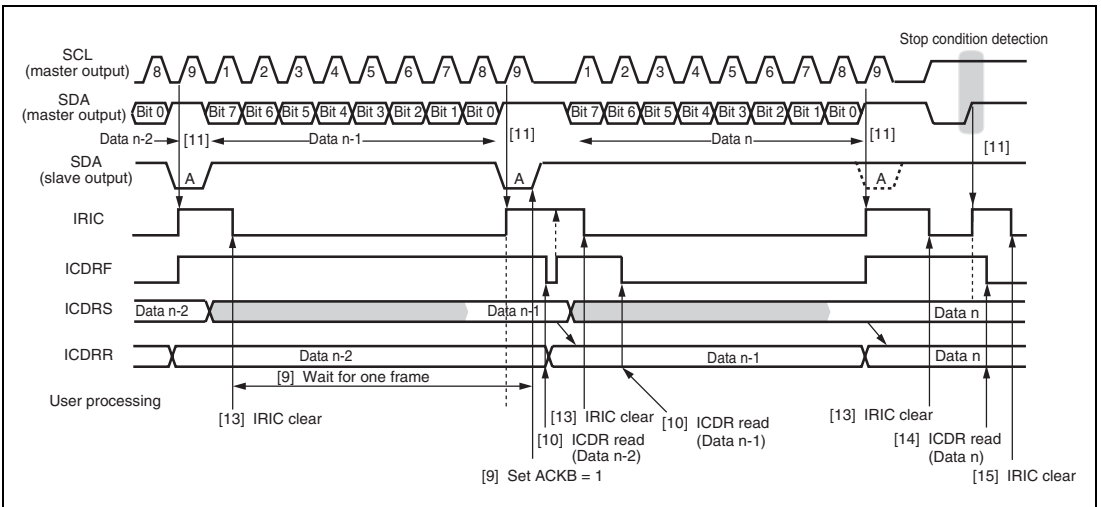 Stop condition detection
SCL
(master output)
8 9 1 2 3 4 5 6 7 8 9 1 2 3 4 5 6 7 8 9
SDA
(master output)
Bit 0 Bit 7 Bit 6 Bit 5 Bit 4 Bit 3 Bit 2 Bit 1 Bit 0 Bit 7 Bit 6 Bit 5 Bit 4 Bit 3 Bit 2 Bit 1 Bit 0
Data n-2 [11] Data n-1 [11] Data n [11] [11]
SDA
(slave output)
A A A
IRIC
ICDRF
ICDRS Data n-2 Data n-1 Data n
ICDRR Data n-2 Data n-1 Data n
[9] Wait for one frame
User processing
[13] IRIC clear
[13] IRIC clear
[10] ICDR read
(Data n-1)
[13] IRIC clear
[10] ICDR read
(Data n-2)
[14] ICDR read
(Data n)
[9] Set ACKB = 1
[15] IRIC clear